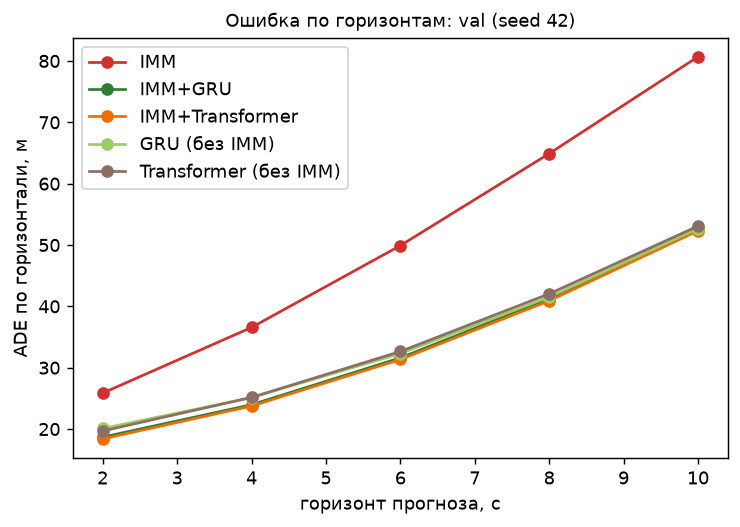 Ошибка по горизонтам: val (seed 42)
IMM
IMM+GRU
IMM+Transformer
GRU (без IMM)
Transformer (без IMM)
ADE по горизонтали, м
80
70
60
50
40
30
20
2 3 4 5 6 7 8 9 10
горизонт прогноза, с